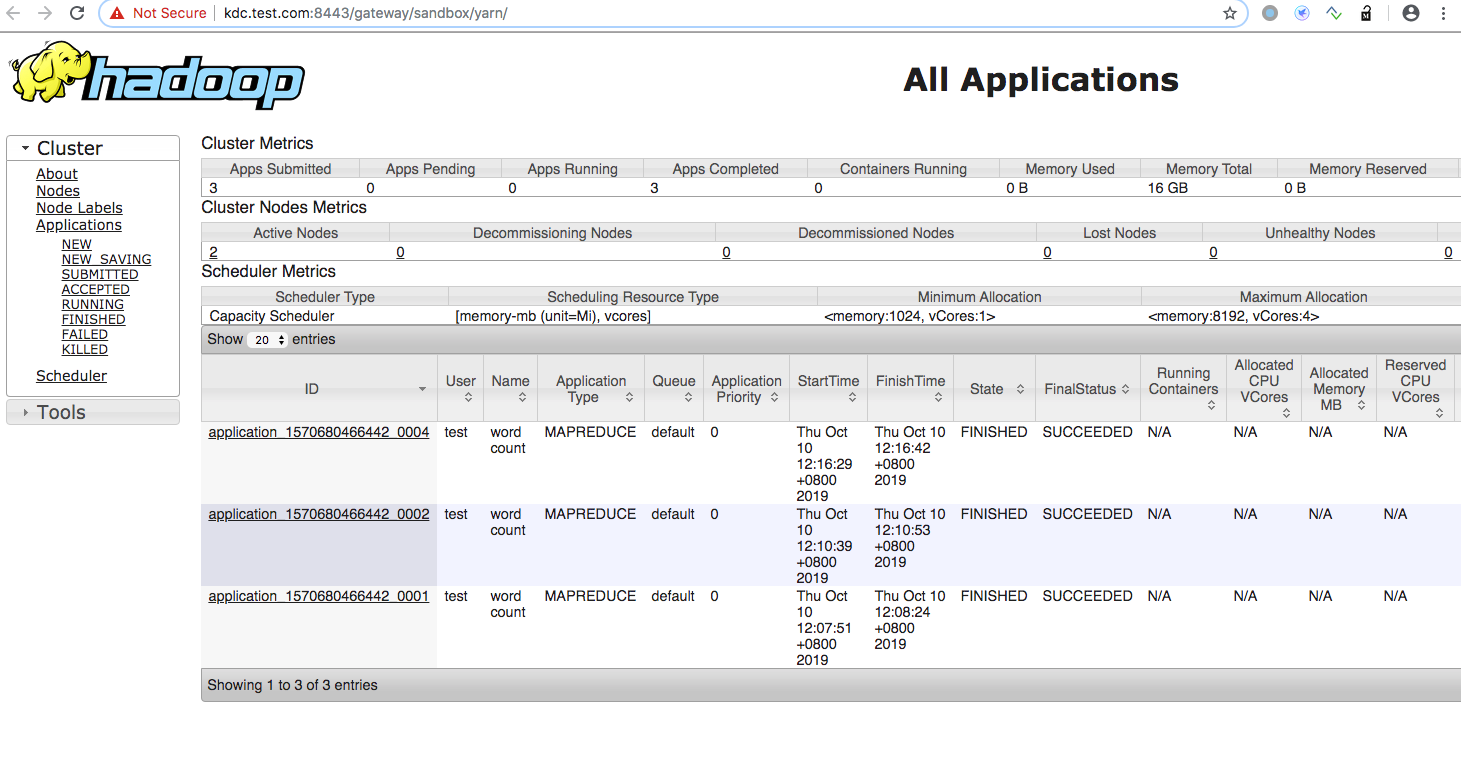 Not Secure kdc.test.com:8443/gateway/sandbox/yarn/
hadoop
All Applications
Cluster
About
Nodes
Node Labels
Applications
NEW
NEW_SAVING
SUBMITTED
ACCEPTED
RUNNING
FINISHED
FAILED
KILLED
Scheduler
Tools
Cluster Metrics
Apps Submitted Apps Pending Apps Running Apps Completed Containers Running Memory Used Memory Total Memory Reserved
3 0 0 3 0 0 B 16 GB 0 B
Cluster Nodes Metrics
Active Nodes Decommissioning Nodes Decommissioned Nodes Lost Nodes Unhealthy Nodes
2 0 0 0 0 0
Scheduler Metrics
Scheduler Type Scheduling Resource Type Minimum Allocation Maximum Allocation
Capacity Scheduler [memory-mb (unit=Mi), vcores] <memory:1024, vCores:1> <memory:8192, vCores:4>
Show 20 entries
ID User Name Application Type Queue Application Priority StartTime FinishTime State FinalStatus Running Containers Allocated CPU VCores Allocated Memory MB Reserved CPU VCores
application_1570680466442_0004 test word count MAPREDUCE default 0 Thu Oct 10 12:16:29 +0800 2019 Thu Oct 10 12:16:42 +0800 2019 FINISHED SUCCEEDED N/A N/A N/A N/A
application_1570680466442_0002 test word count MAPREDUCE default 0 Thu Oct 10 12:10:39 +0800 2019 Thu Oct 10 12:10:53 +0800 2019 FINISHED SUCCEEDED N/A N/A N/A N/A
application_1570680466442_0001 test word count MAPREDUCE default 0 Thu Oct 10 12:07:51 +0800 2019 Thu Oct 10 12:08:24 +0800 2019 FINISHED SUCCEEDED N/A N/A N/A N/A
Showing 1 to 3 of 3 entries